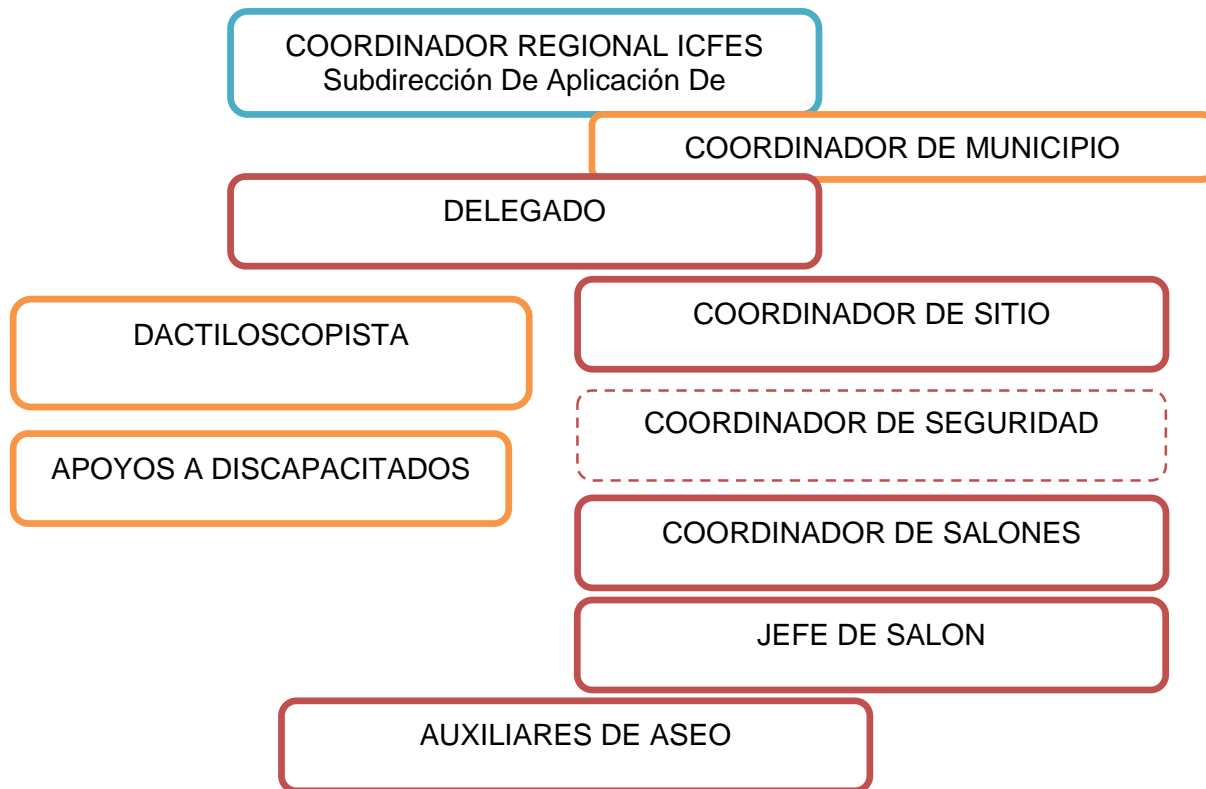 COORDINADOR REGIONAL ICFES
Subdirección De Aplicación De
COORDINADOR DE MUNICIPIO
DELEGADO
COORDINADOR DE SITIO
DACTILOSCOPISTA
COORDINADOR DE SEGURIDAD
APOYOS A DISCAPACITADOS
COORDINADOR DE SALONES
JEFE DE SALON
AUXILIARES DE ASEO